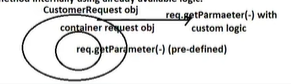 method internally using already available logic.
CustomerRequest obj
req.getParmaeter(-) with
custom logic
container request obj
req.getParameter(-) (pre-defined)